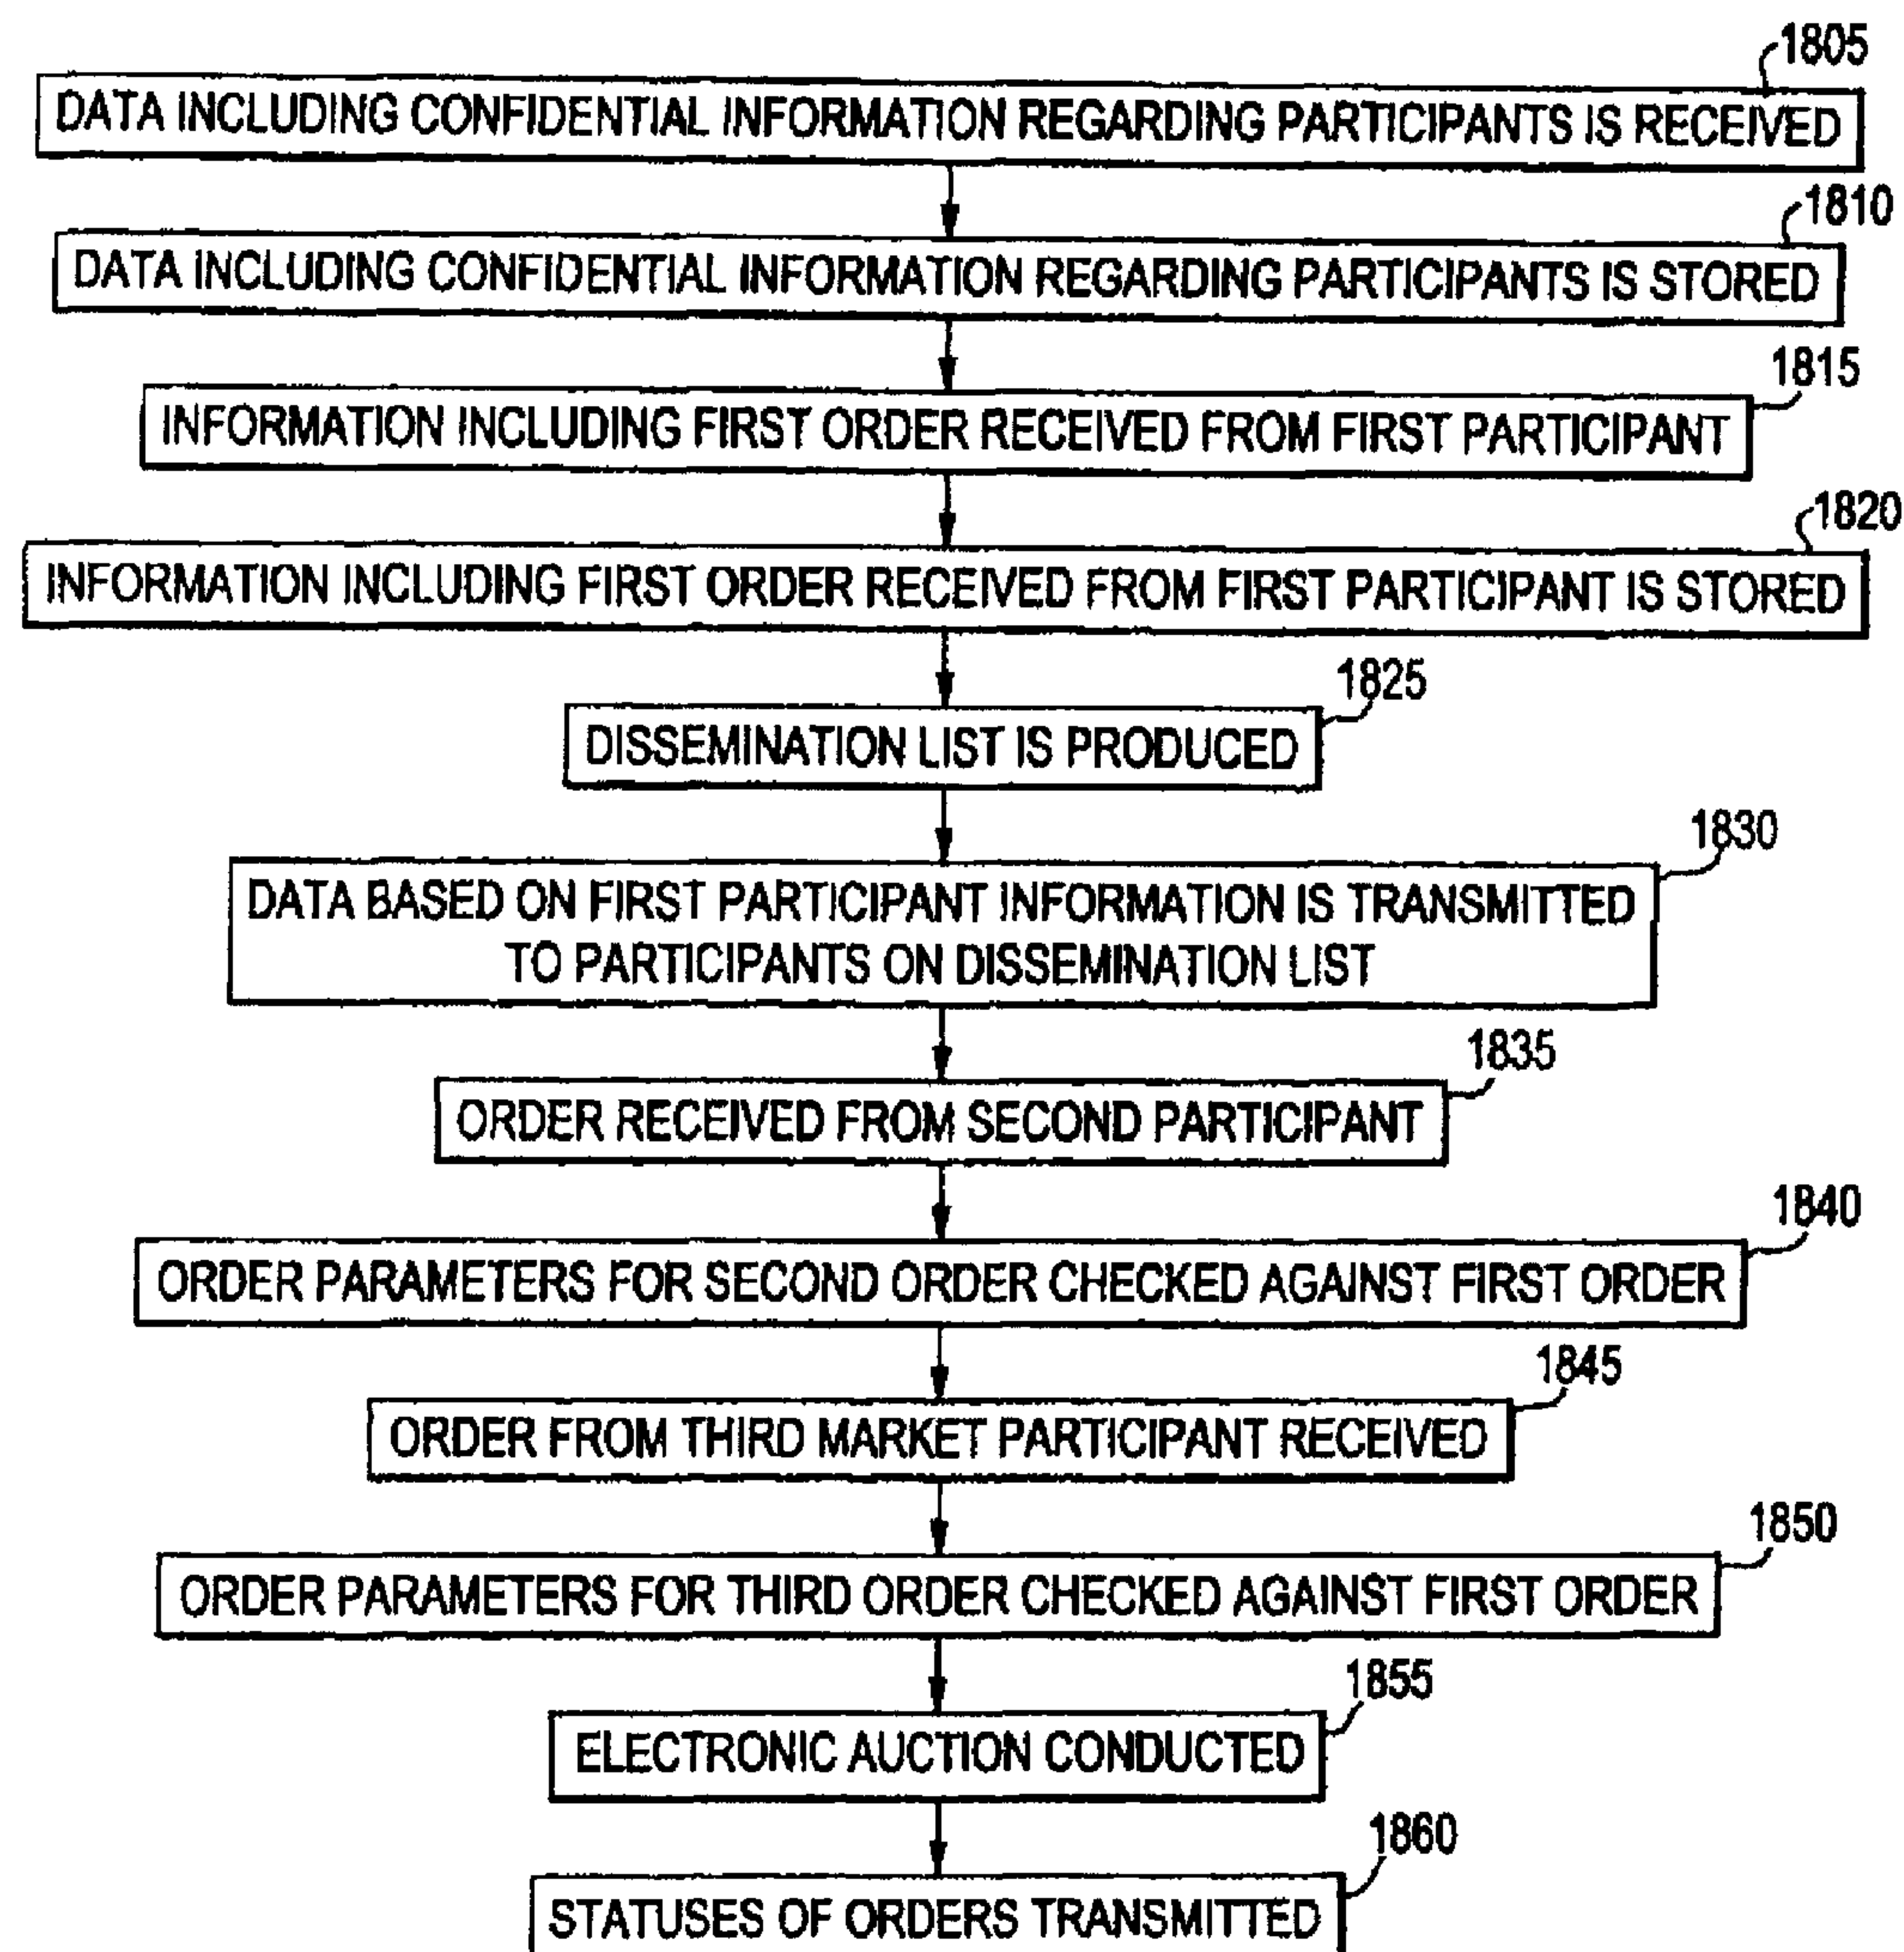 1805
DATA INCLUDING CONFIDENTIAL INFORMATION REGARDING PARTICIPANTS IS RECEIVED
1810
DATA INCLUDING CONFIDENTIAL INFORMATION REGARDING PARTICIPANTS IS STORED
1815
INFORMATION INCLUDING FIRST ORDER RECEIVED FROM FIRST PARTICIPANT
1820
INFORMATION INCLUDING FIRST ORDER RECEIVED FROM FIRST PARTICIPANT IS STORED
1825
DISSEMINATION LIST IS PRODUCED
1830
DATA BASED ON FIRST PARTICIPANT INFORMATION IS TRANSMITTED
TO PARTICIPANTS ON DISSEMINATION LIST
1835
ORDER RECEIVED FROM SECOND PARTICIPANT
1840
ORDER PARAMETERS FOR SECOND ORDER CHECKED AGAINST FIRST ORDER
1845
ORDER FROM THIRD MARKET PARTICIPANT RECEIVED
1850
ORDER PARAMETERS FOR THIRD ORDER CHECKED AGAINST FIRST ORDER
1855
ELECTRONIC AUCTION CONDUCTED
1860
STATUSES OF ORDERS TRANSMITTED